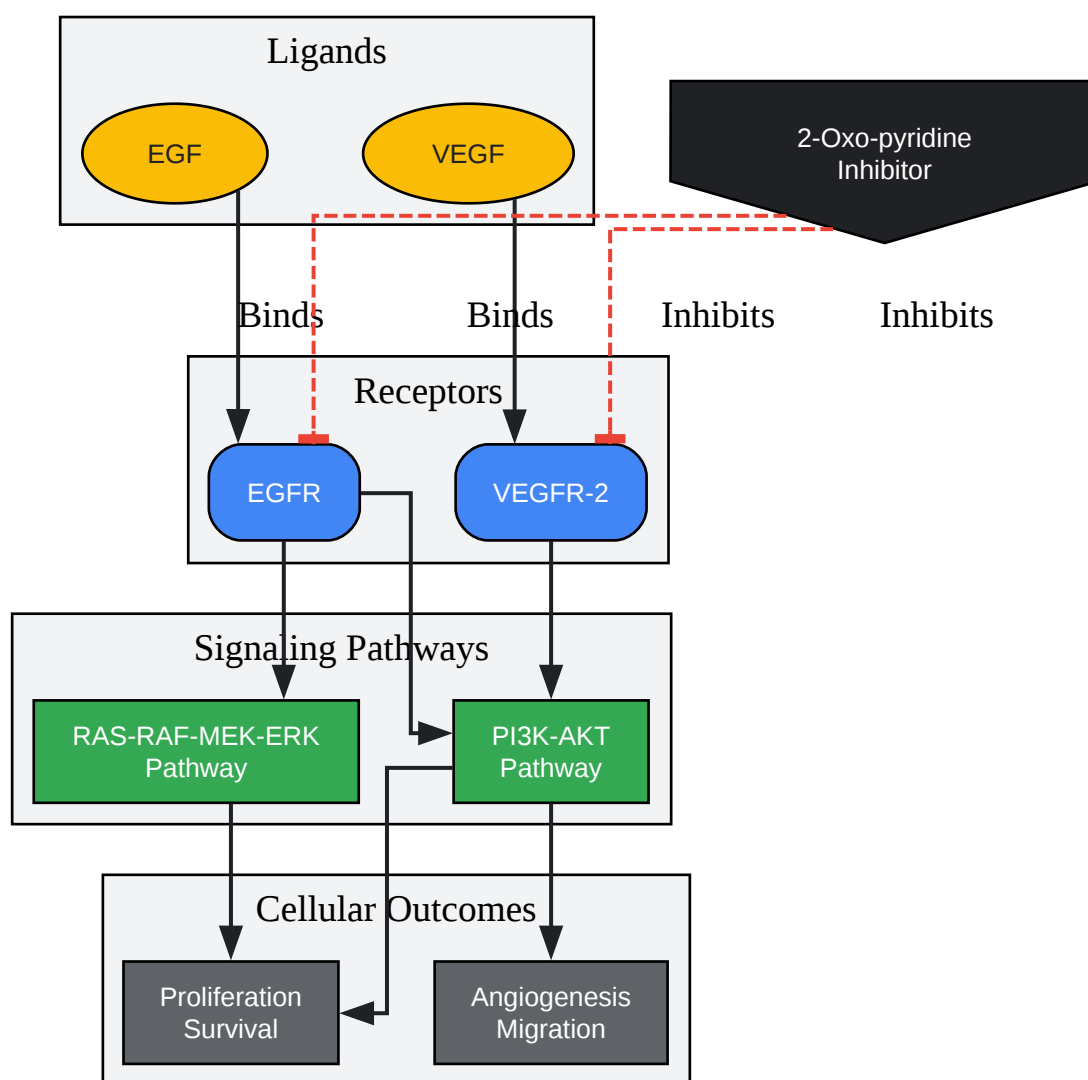 Ligands
EGF
VEGF
2-Oxo-pyridine
Inhibitor
Binds
Binds
Inhibits
Inhibits
Receptors
EGFR
VEGFR-2
Signaling Pathways
RAS-RAF-MEK-ERK
Pathway
PI3K-AKT
Pathway
Cellular Outcomes
Proliferation
Survival
Angiogenesis
Migration